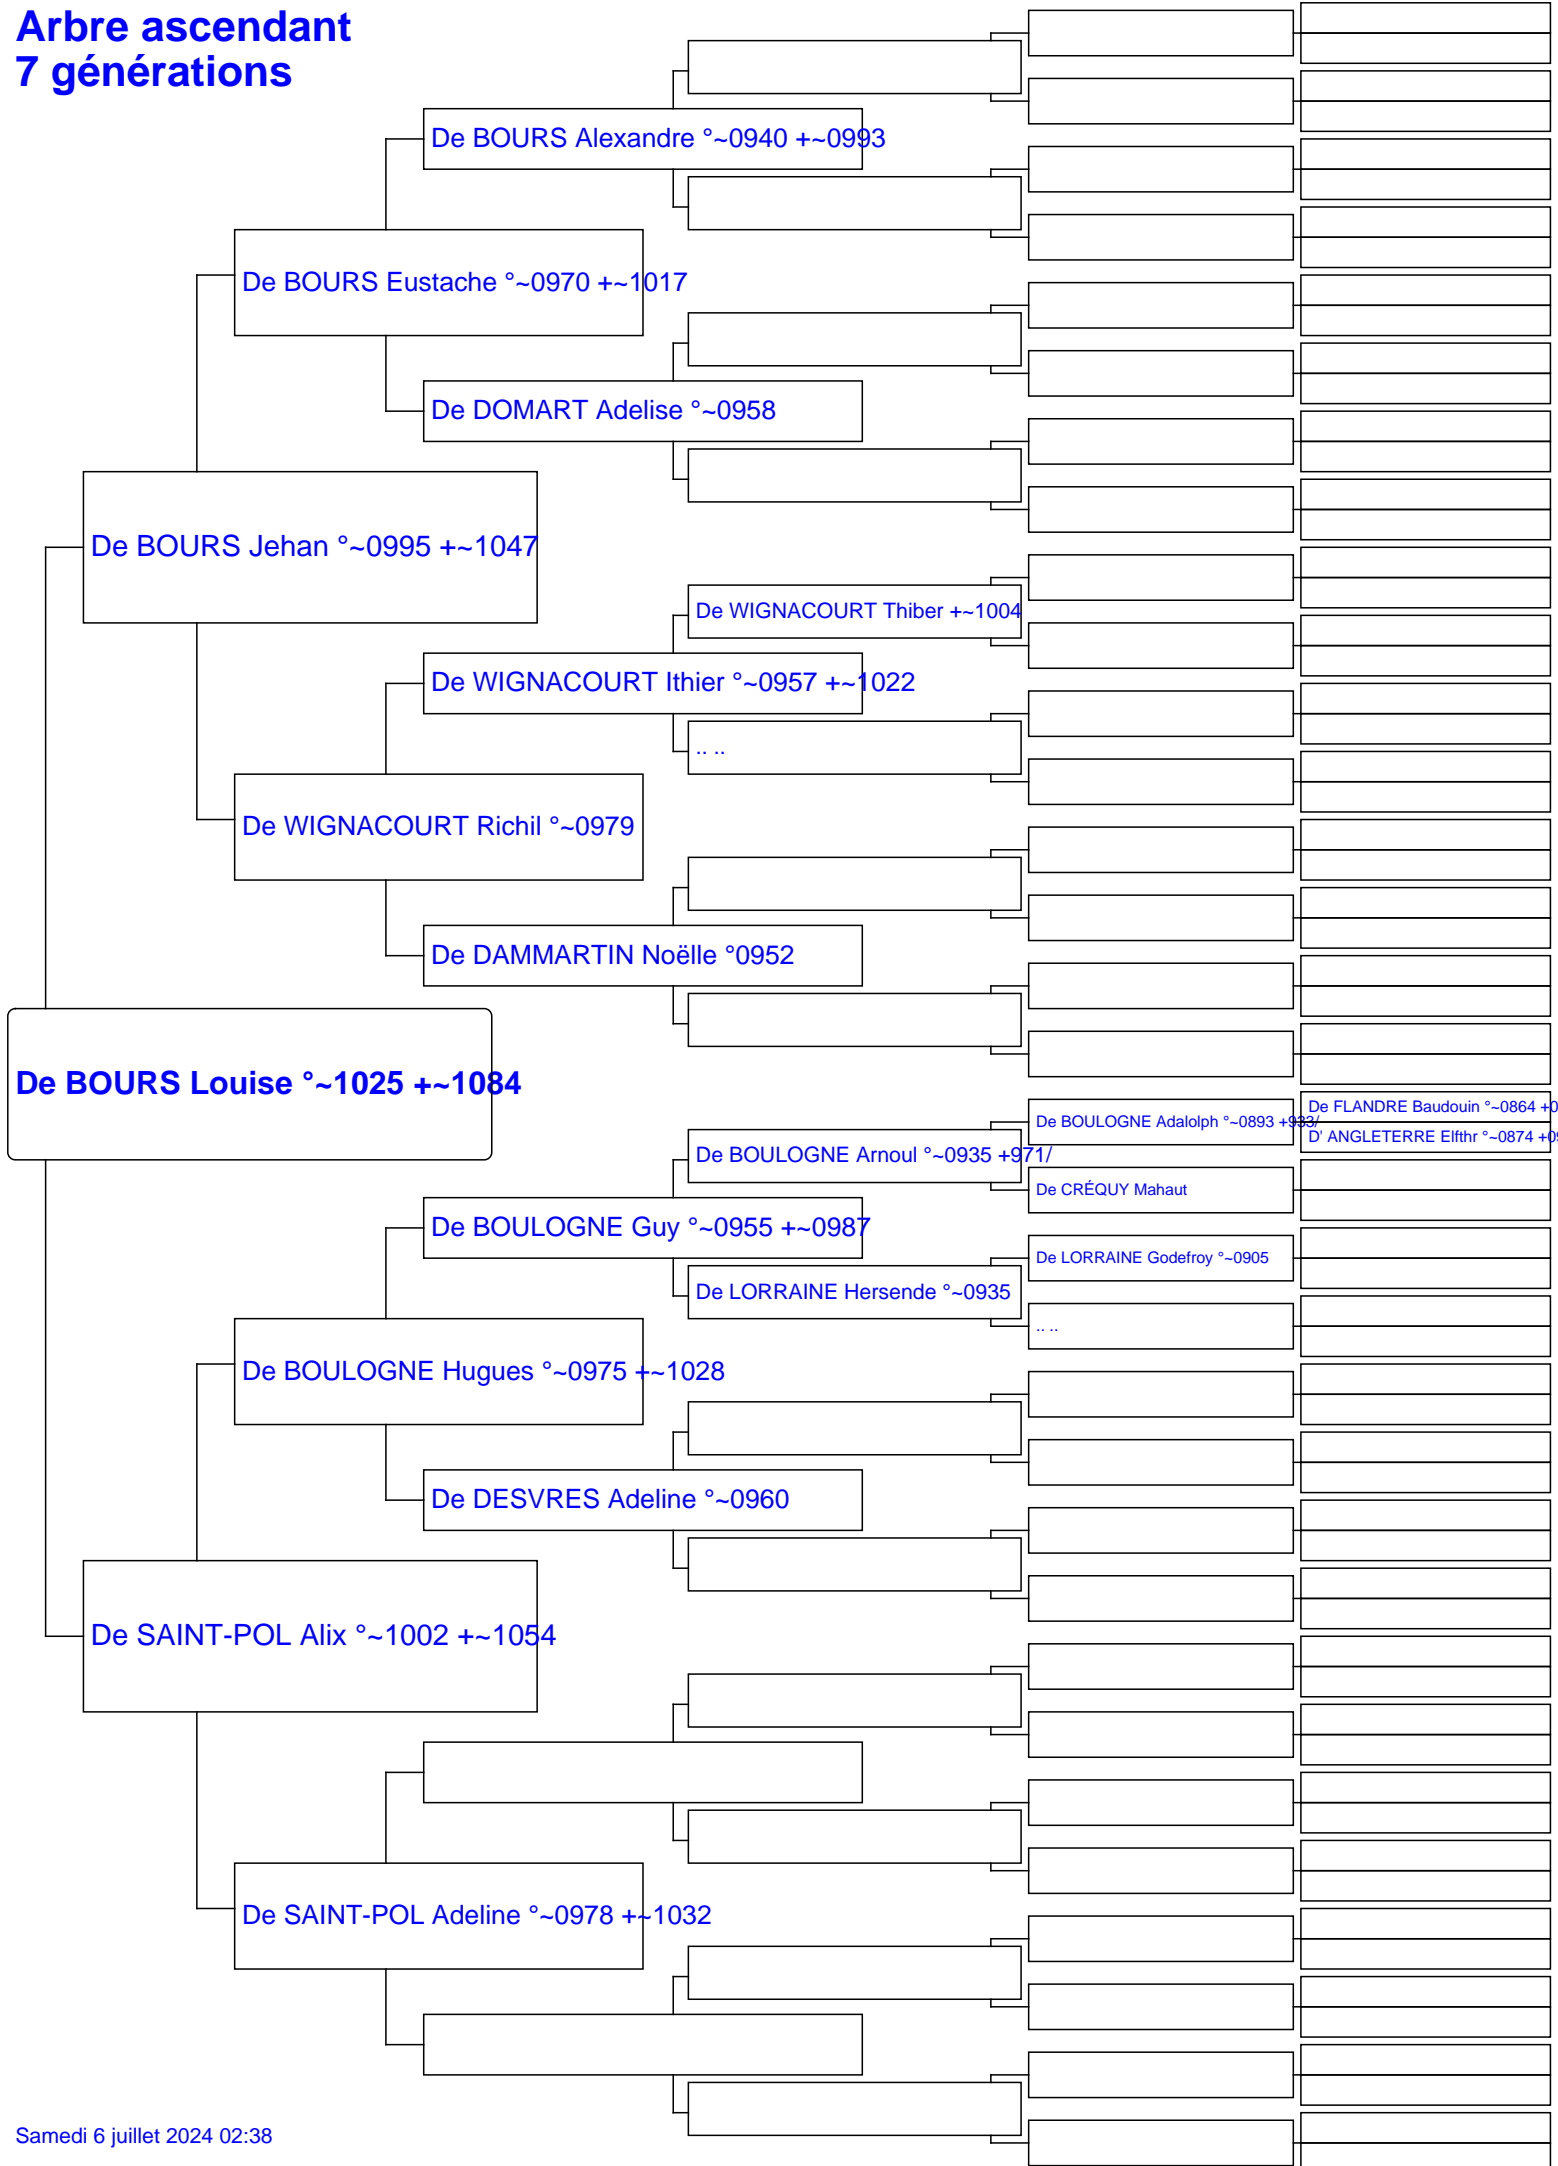 Arbre ascendant
7 générations
De BOURS Alexandre °~0940 +~0993
De BOURS Eustache °~0970 +~1017
De DOMART Adelise °~0958
De BOURS Jehan °~0995 +~1047
De WIGNACOURT Thiber +~1004
De WIGNACOURT Ithier °~0957 +~1022
.. ..
De WIGNACOURT Richil °~0979
De DAMMARTIN Noëlle °0952
De BOURS Louise °~1025 +~1084
De FLANDRE Baudouin °~0864 +0
De BOULOGNE Adalolph °~0893 +933/
D' ANGLETERRE Elfthr °~0874 +09
De BOULOGNE Arnoul °~0935 +971/
De CRÉQUY Mahaut
De BOULOGNE Guy °~0955 +~0987
De LORRAINE Godefroy °~0905
De LORRAINE Hersende °~0935
.. ..
De BOULOGNE Hugues °~0975 +~1028
De DESVRES Adeline °~0960
De SAINT-POL Alix °~1002 +~1054
De SAINT-POL Adeline °~0978 +~1032
Samedi 6 juillet 2024 02:38